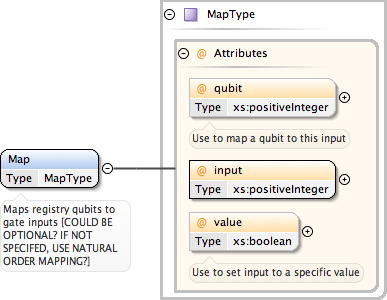 MapType
@ Attributes
@ qubit
Type xs:positiveInteger
Use to map a qubit to this input
Map
Type MapType
Maps registry qubits to
gate inputs [COULD BE
OPTIONAL? IF NOT
SPECIFED, USE NATURAL
ORDER MAPPING?]
@ input
Type xs:positiveInteger
@ value
Type xs:boolean
Use to set input to a specific value